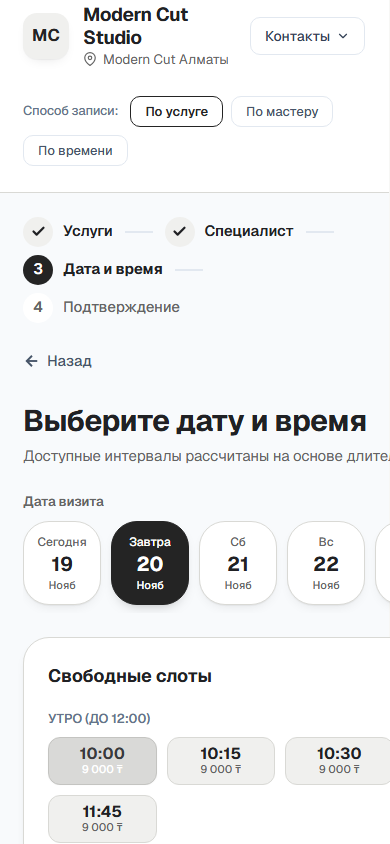 MC
Modern Cut
Studio
Modern Cut Алматы
Контакты
Способ записи:
По услуге
По мастеру
По времени
Услуги
Специалист
3 Дата и время
4 Подтверждение
Назад
Выберите дату и время
Доступные интервалы рассчитаны на основе
Дата визита
Сегодня
19
Нояб
Завтра
20
Нояб
Сб
21
Нояб
Вс
22
Нояб
Свободные слоты
УТРО (ДО 12:00)
10:00
9 000 ₸
10:15
9 000 ₸
10:30
9 000 ₸
11:45
9 000 ₸